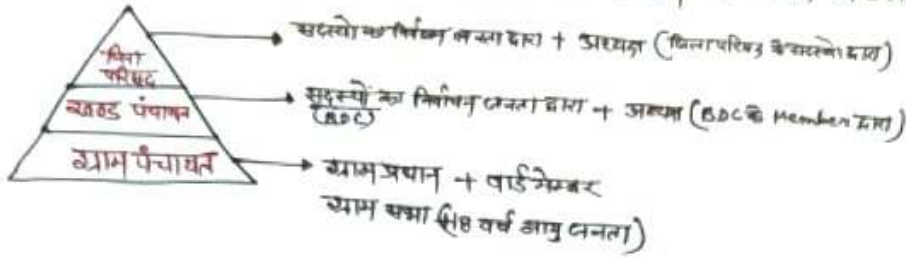 जिला
परिषद
सदस्यो का निर्वाचन जनता द्वारा + अध्यक्ष (जिला परिषद के सदस्यो द्वारा)
खण्ड पंचायत
सदस्यों का निर्वाचन जनता द्वारा + अध्यक्ष (BDC के Member द्वारा)
(BDC)
ग्राम पंचायत
ग्राम प्रधान + वार्ड मेम्बर
ग्राम सभा (18 वर्ष आयु जनता)